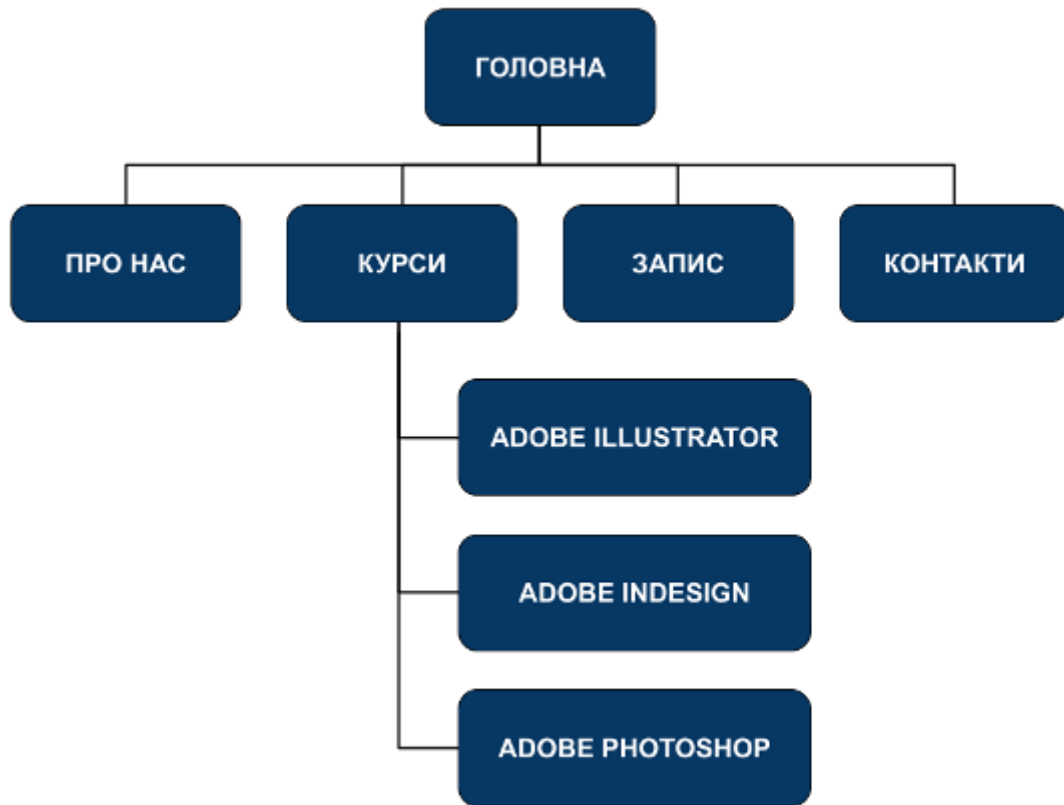 ГОЛОВНА
ПРО НАС
КУРСИ
ЗАПИС
КОНТАКТИ
ADOBE ILLUSTRATOR
ADOBE INDESIGN
ADOBE PHOTOSHOP